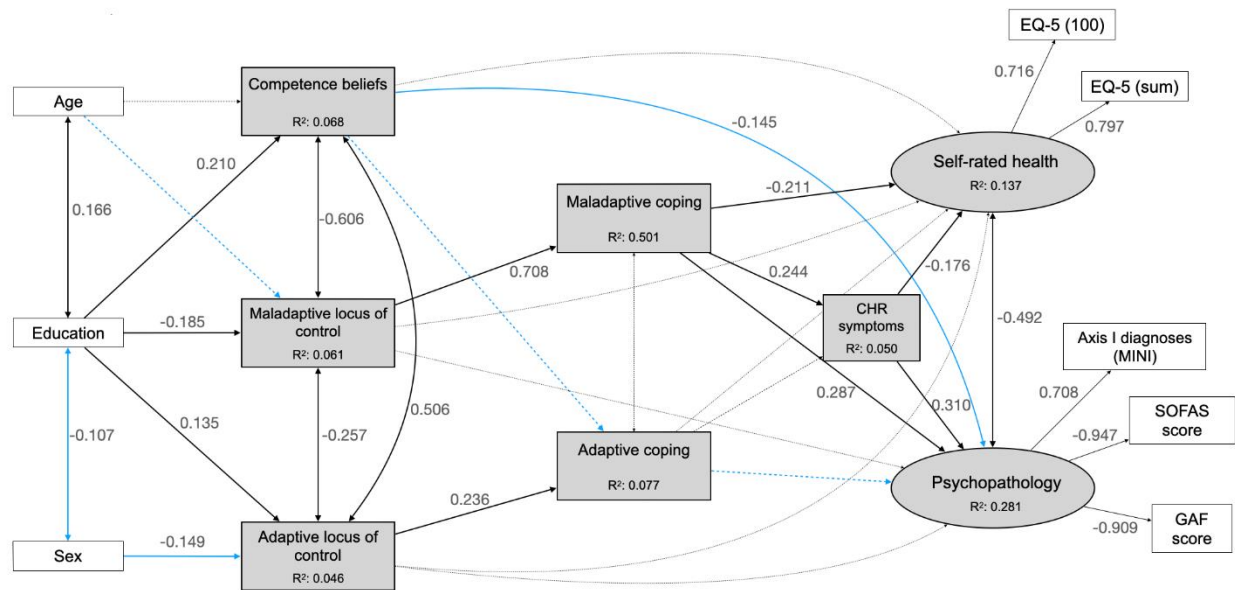 EQ-5 (100)
0.716
EQ-5 (sum)
0.797
Age
Competence beliefs
R²: 0.068
-0.145
Self-rated health
R²: 0.137
0.210
0.166
-0.606
Maladaptive coping
R²: 0.501
-0.211
0.708
0.244
-0.176
Education
-0.185
Maladaptive locus of
control
R²: 0.061
CHR
symptoms
R²: 0.050
-0.492
Axis I diagnoses
(MINI)
0.287
0.310
0.708
0.506
-0.107
0.135
-0.257
Adaptive coping
R²: 0.077
SOFAS
score
-0.947
Psychopathology
R²: 0.281
0.236
-0.909
GAF
score
Sex
-0.149
Adaptive locus of
control
R²: 0.046